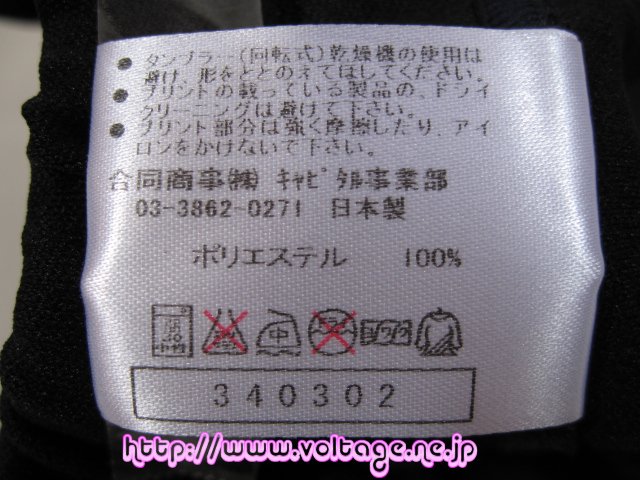 ● タンブラー(回転式)乾燥機の使用は
避け、形をととのえてほしてください。
● プリントの載っている製品の、ドライ
クリーニングは避けて下さい。
● プリント部分は強く摩擦したり、アイ
ロンをかけないで下さい。
合同商事㈱ キャピタル事業部
03-3862-0271 日本製
ポリエステル 100%
中
340302
http://www.voltage.ne.jp